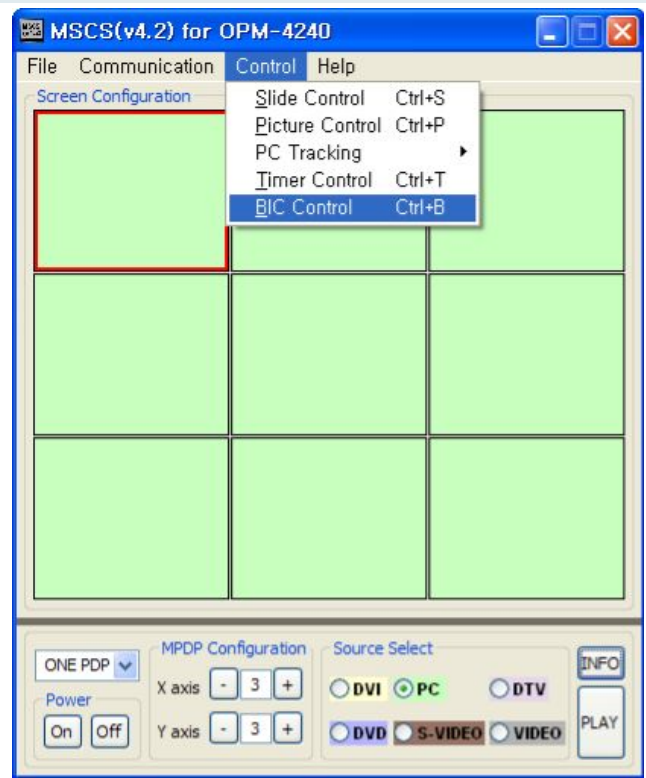 MSCS(v4.2) for OPM-4240
File Communication Control Help
Screen Configuration
Slide Control Ctrl+S
Picture Control Ctrl+P
PC Tracking
Timer Control Ctrl+T
BIC Control Ctrl+B
ONE PDP
Power
On Off
MPDP Configuration
X axis - 3 +
Y axis - 3 +
Source Select
DVI PC DTV
DVD S-VIDEO VIDEO
INFO
PLAY